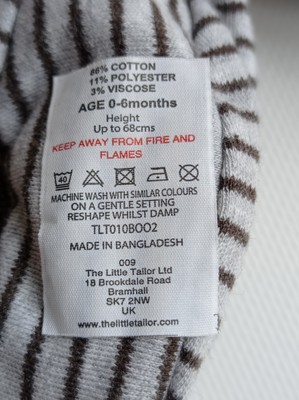 86% COTTON
11% POLYESTER
3% VISCOSE
AGE 0-6months
Height
Up to 68cms
KEEP AWAY FROM FIRE AND
FLAMES
40
MACHINE WASH WITH SIMILAR COLOURS
ON A GENTLE SETTING
RESHAPE WHILST DAMP
TLT010BOO2
MADE IN BANGLADESH
009
The Little Tailor Ltd
18 Brookdale Road
Bramhall
SK7 2NW
UK
www.thelittletailor.com